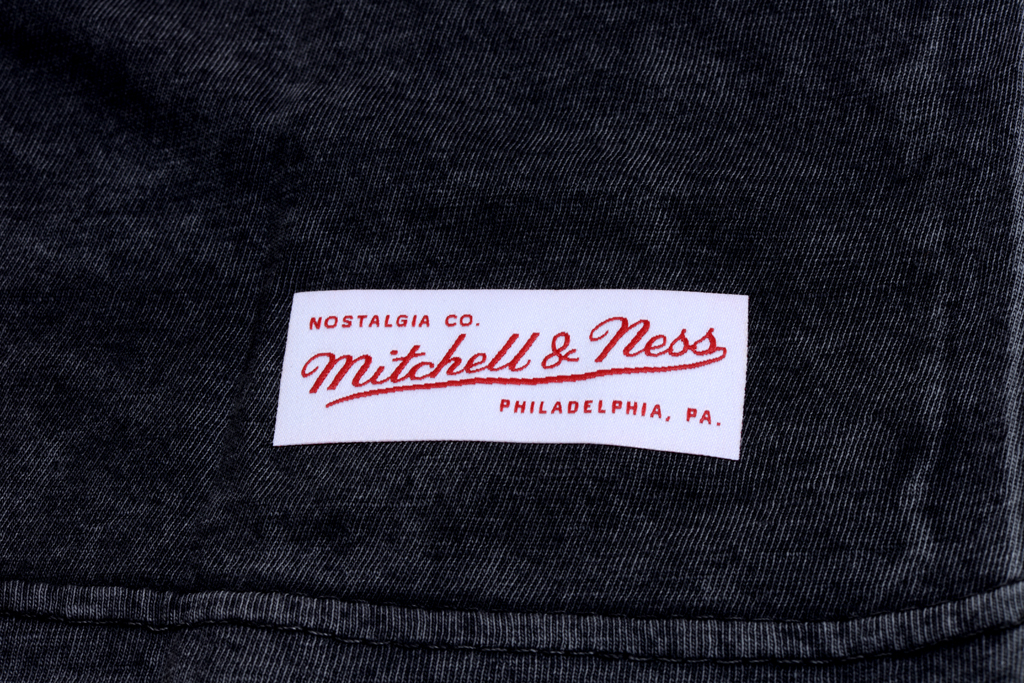 NOSTALGIA CO.
Mitchell & Ness
PHILADELPHIA, PA.